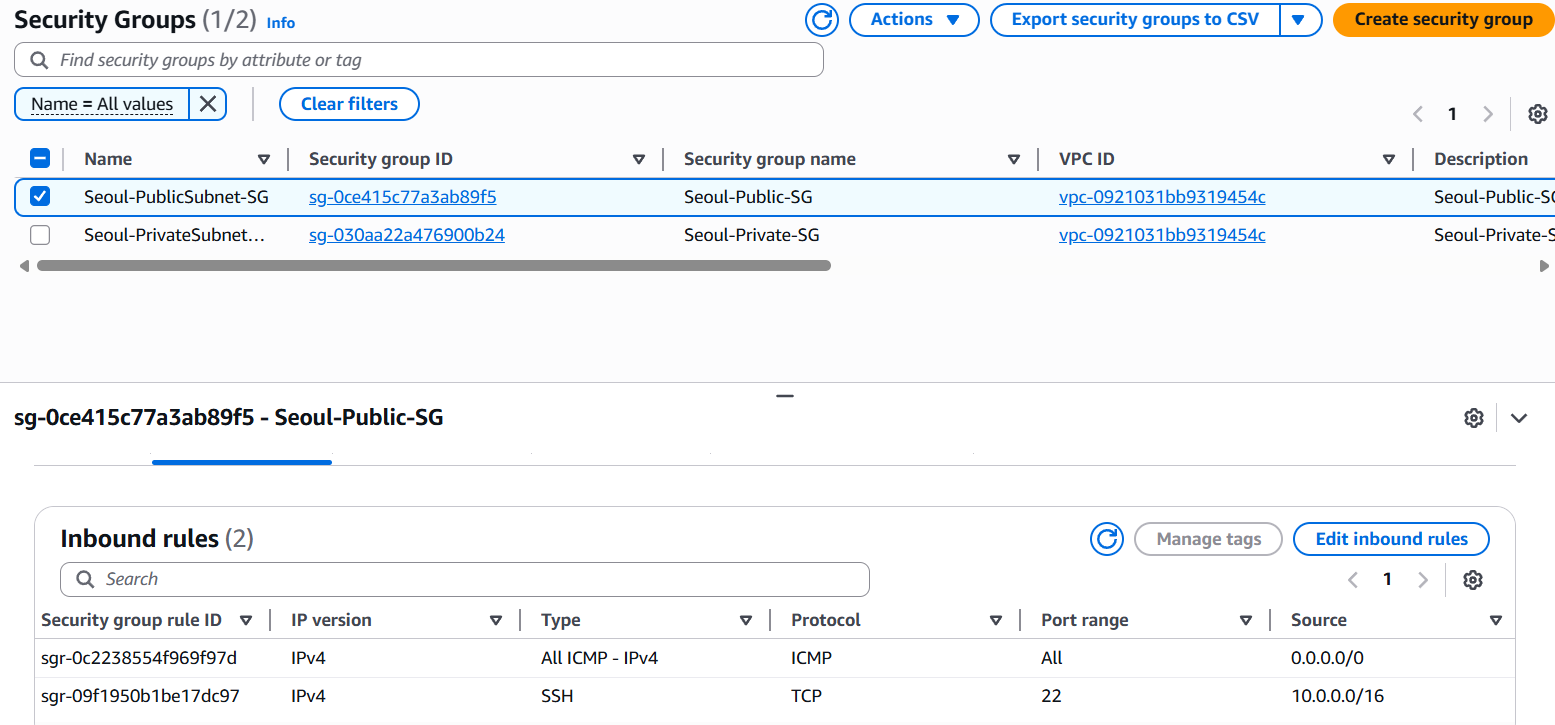 Security Groups (1/2) Info
Actions
Export security groups to CSV
Create security group
Find security groups by attribute or tag
Name = All values
Clear filters
1
Name Security group ID Security group name VPC ID Description
Seoul-PublicSubnet-SG sg-0ce415c77a3ab89f5 Seoul-Public-SG vpc-0921031bb9319454c Seoul-Public-SG
Seoul-PrivateSubnet... sg-030aa22a476900b24 Seoul-Private-SG vpc-0921031bb9319454c Seoul-Private-S
sg-0ce415c77a3ab89f5 - Seoul-Public-SG
Inbound rules (2)
Manage tags
Edit inbound rules
Search
1
Security group rule ID IP version Type Protocol Port range Source
sgr-0c2238554f969f97d IPv4 All ICMP - IPv4 ICMP All 0.0.0.0/0
sgr-09f1950b1be17dc97 IPv4 SSH TCP 22 10.0.0.0/16